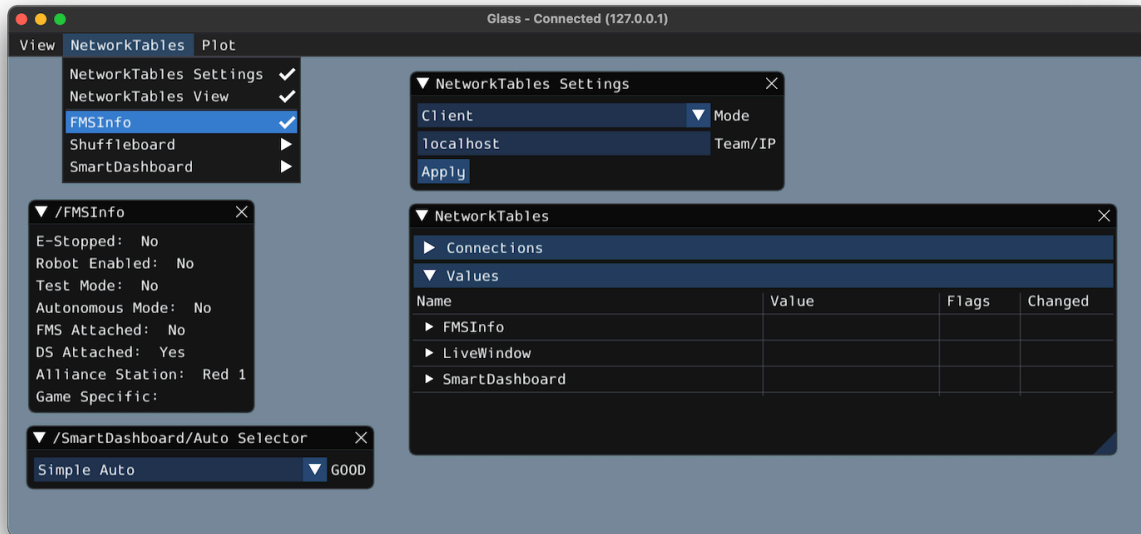 Glass - Connected (127.0.0.1)
View NetworkTables Plot
NetworkTables Settings
NetworkTables View
FMSInfo
Shuffleboard
SmartDashboard
NetworkTables Settings
Client Mode
localhost Team/IP
Apply
/FMSInfo
E-Stopped: No
Robot Enabled: No
Test Mode: No
Autonomous Mode: No
FMS Attached: No
DS Attached: Yes
Alliance Station: Red 1
Game Specific:
NetworkTables
Connections
Values
Name Value Flags Changed
FMSInfo
LiveWindow
SmartDashboard
/SmartDashboard/Auto Selector
Simple Auto GOOD